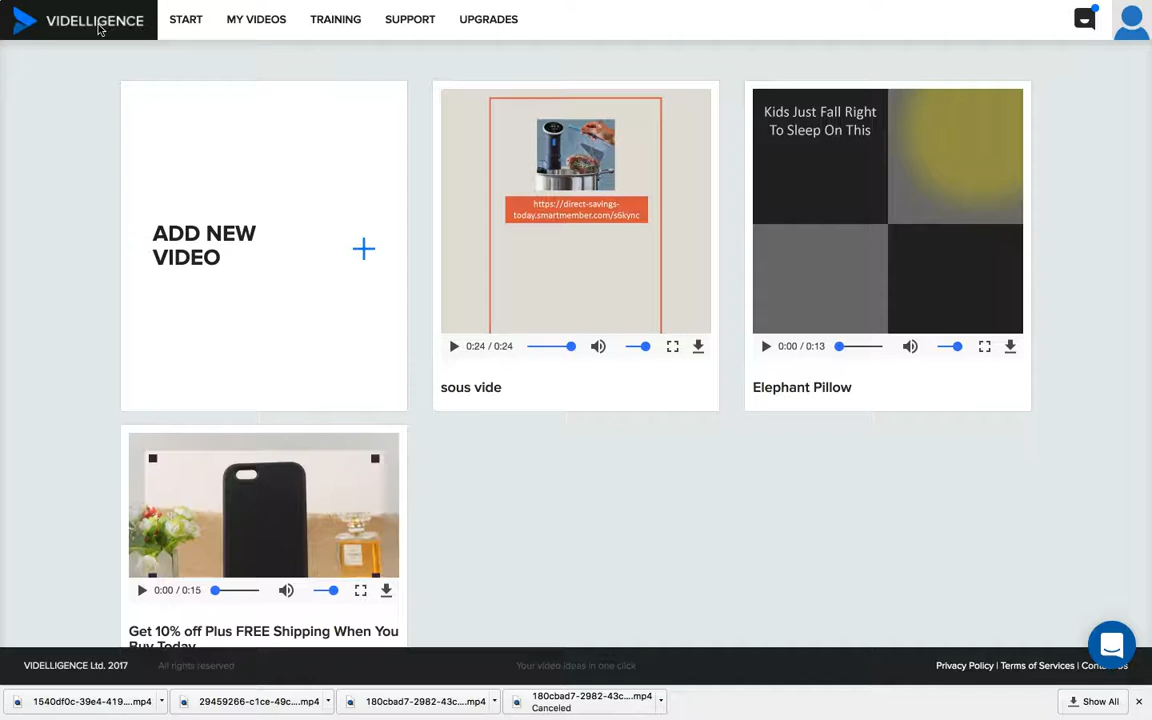 VIDELLIGENCE START MY VIDEOS TRAINING SUPPORT UPGRADES
ADD NEW
VIDEO
https://direct-savings-
today.smartmember.com/s6kync
0:24 / 0:24
sous vide
Kids Just Fall Right
To Sleep On This
0:00 / 0:13
Elephant Pillow
0:00 / 0:15
Get 10% off Plus FREE Shipping When You
Buy Today
VIDELLIGENCE Ltd. 2017 All rights reserved Your video ideas in one click Privacy Policy | Terms of Services |
1540df0c-39e4-419....mp4 29459266-c1ce-49c....mp4 180cbad7-2982-43c....mp4 180cbad7-2982-43c....mp4
Canceled
Show All